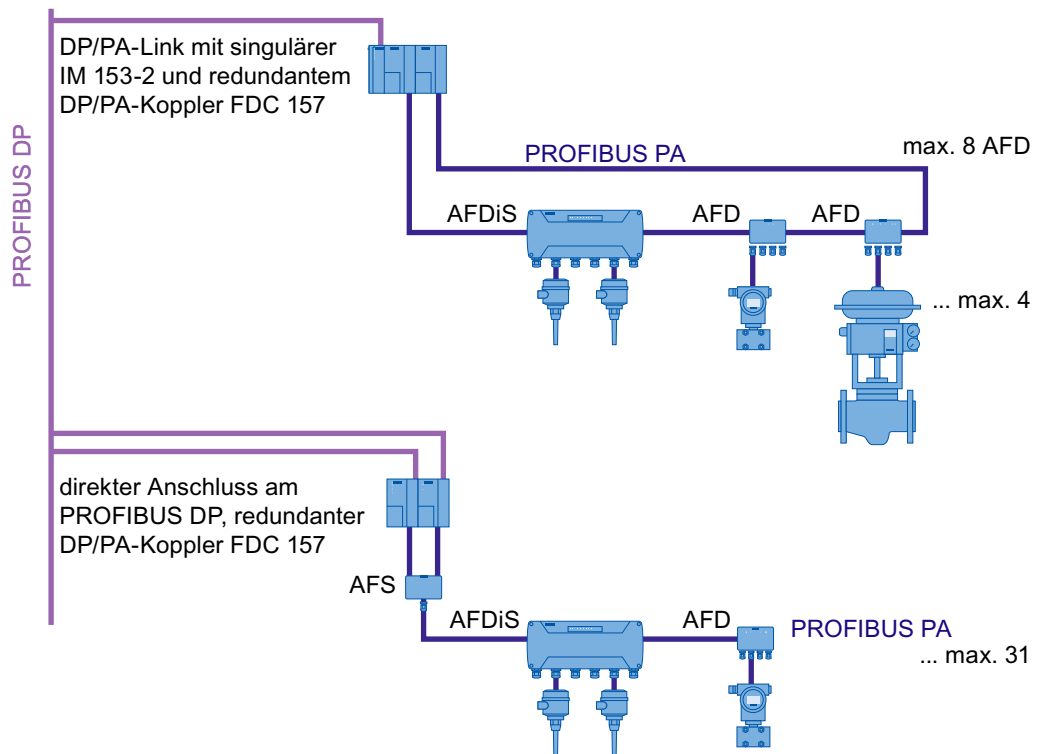 DP/PA-Link mit singulärer
IM 153-2 und redundantem
DP/PA-Koppler FDC 157
PROFIBUS DP
PROFIBUS PA
max. 8 AFD
AFDiS
AFD
AFD
... max. 4
direkter Anschluss am
PROFIBUS DP, redundanter
DP/PA-Koppler FDC 157
AFS
AFDiS
AFD
PROFIBUS PA
... max. 31